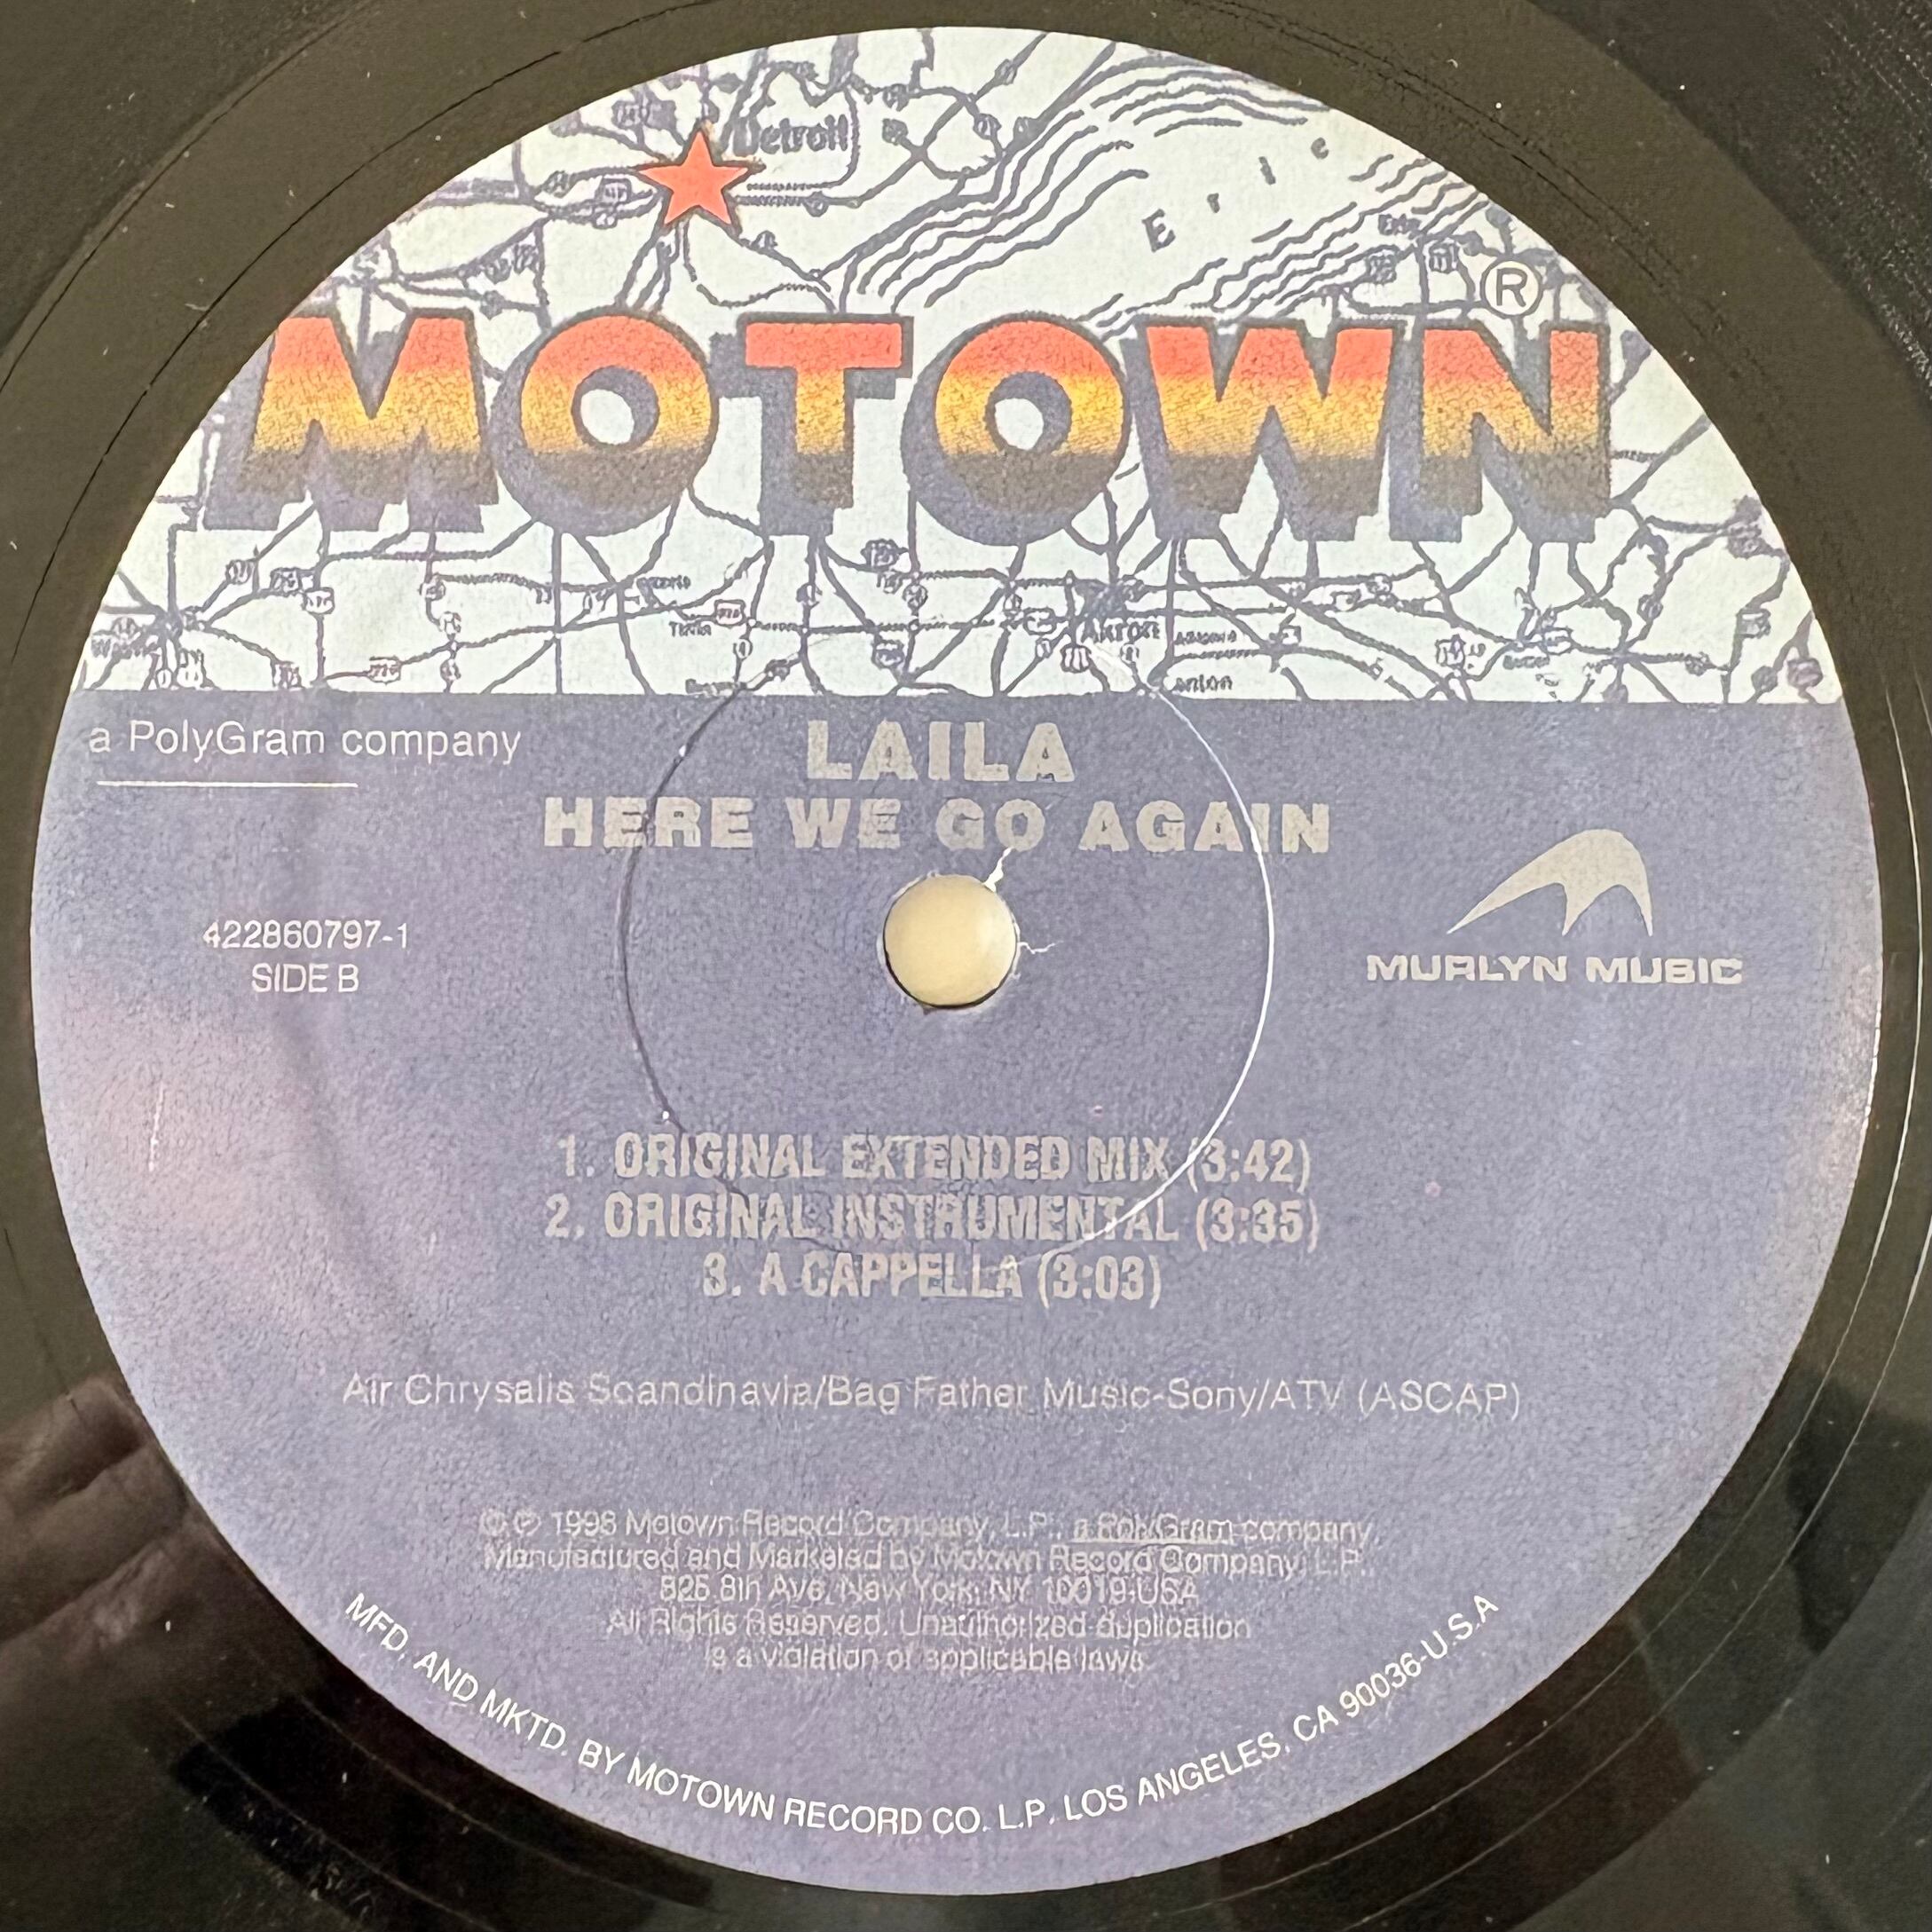 Detroit
Erie
Erie
®
MOTOWN
Tiffin
Akron
a PolyGram company
LAILA
HERE WE GO AGAIN
422860797-1
SIDE B
MURLYN MUSIC
1. ORIGINAL EXTENDED MIX (3:42)
2. ORIGINAL INSTRUMENTAL (3:35)
3. A CAPPELLA (3:03)
Air Chrysalis Scandinavia/Bag Father Music-Sony/ATV (ASCAP)
© ℗ 1998 Motown Record Company, L.P., a PolyGram company,
Manufactured and Marketed by Motown Record Company, L.P.,
825 8th Ave, New York, NY 10019-USA
All Rights Reserved. Unauthorized duplication
is a violation of applicable laws.
MFD. AND MKTD. BY MOTOWN RECORD CO. L.P. LOS ANGELES, CA 90036-U.S.A